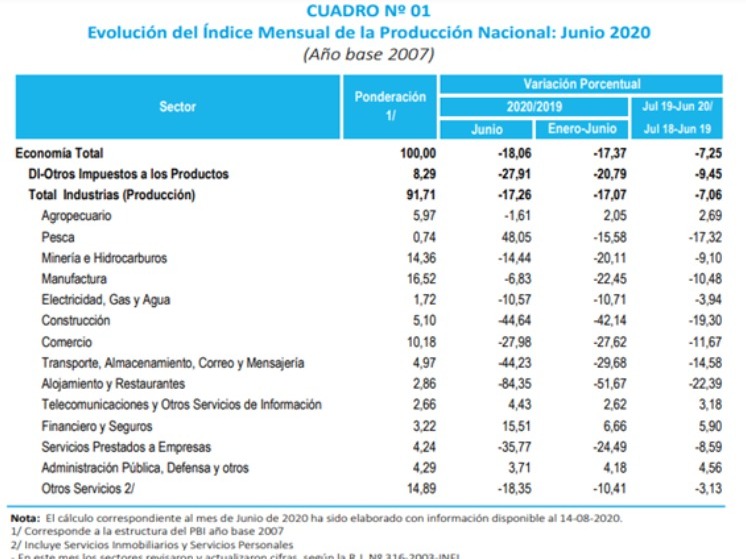 CUADRO Nº 01
Evolución del Índice Mensual de la Producción Nacional: Junio 2020
(Año base 2007)
Sector Ponderación 1/ Variación Porcentual
2020/2019 Jul 19-Jun 20/
Junio Enero-Junio Jul 18-Jun 19
Economía Total 100,00 -18,06 -17,37 -7,25
DI-Otros Impuestos a los Productos 8,29 -27,91 -20,79 -9,45
Total Industrias (Producción) 91,71 -17,26 -17,07 -7,06
Agropecuario 5,97 -1,61 2,05 2,69
Pesca 0,74 48,05 -15,58 -17,32
Minería e Hidrocarburos 14,36 -14,44 -20,11 -9,10
Manufactura 16,52 -6,83 -22,45 -10,48
Electricidad, Gas y Agua 1,72 -10,57 -10,71 -3,94
Construcción 5,10 -44,64 -42,14 -19,30
Comercio 10,18 -27,98 -27,62 -11,67
Transporte, Almacenamiento, Correo y Mensajería 4,97 -44,23 -29,68 -14,58
Alojamiento y Restaurantes 2,86 -84,35 -51,67 -22,39
Telecomunicaciones y Otros Servicios de Información 2,66 4,43 2,62 3,18
Financiero y Seguros 3,22 15,51 6,66 5,90
Servicios Prestados a Empresas 4,24 -35,77 -24,49 -8,59
Administración Pública, Defensa y otros 4,29 3,71 4,18 4,56
Otros Servicios 2/ 14,89 -18,35 -10,41 -3,13
Nota: El cálculo correspondiente al mes de Junio de 2020 ha sido elaborado con información disponible al 14-08-2020.
1/ Corresponde a la estructura del PBI año base 2007
2/ Incluye Servicios Inmobiliarios y Servicios Personales
- En este mes los sectores revisaron y actualizaron cifras, según la R.J. Nº 316-2003-INEI